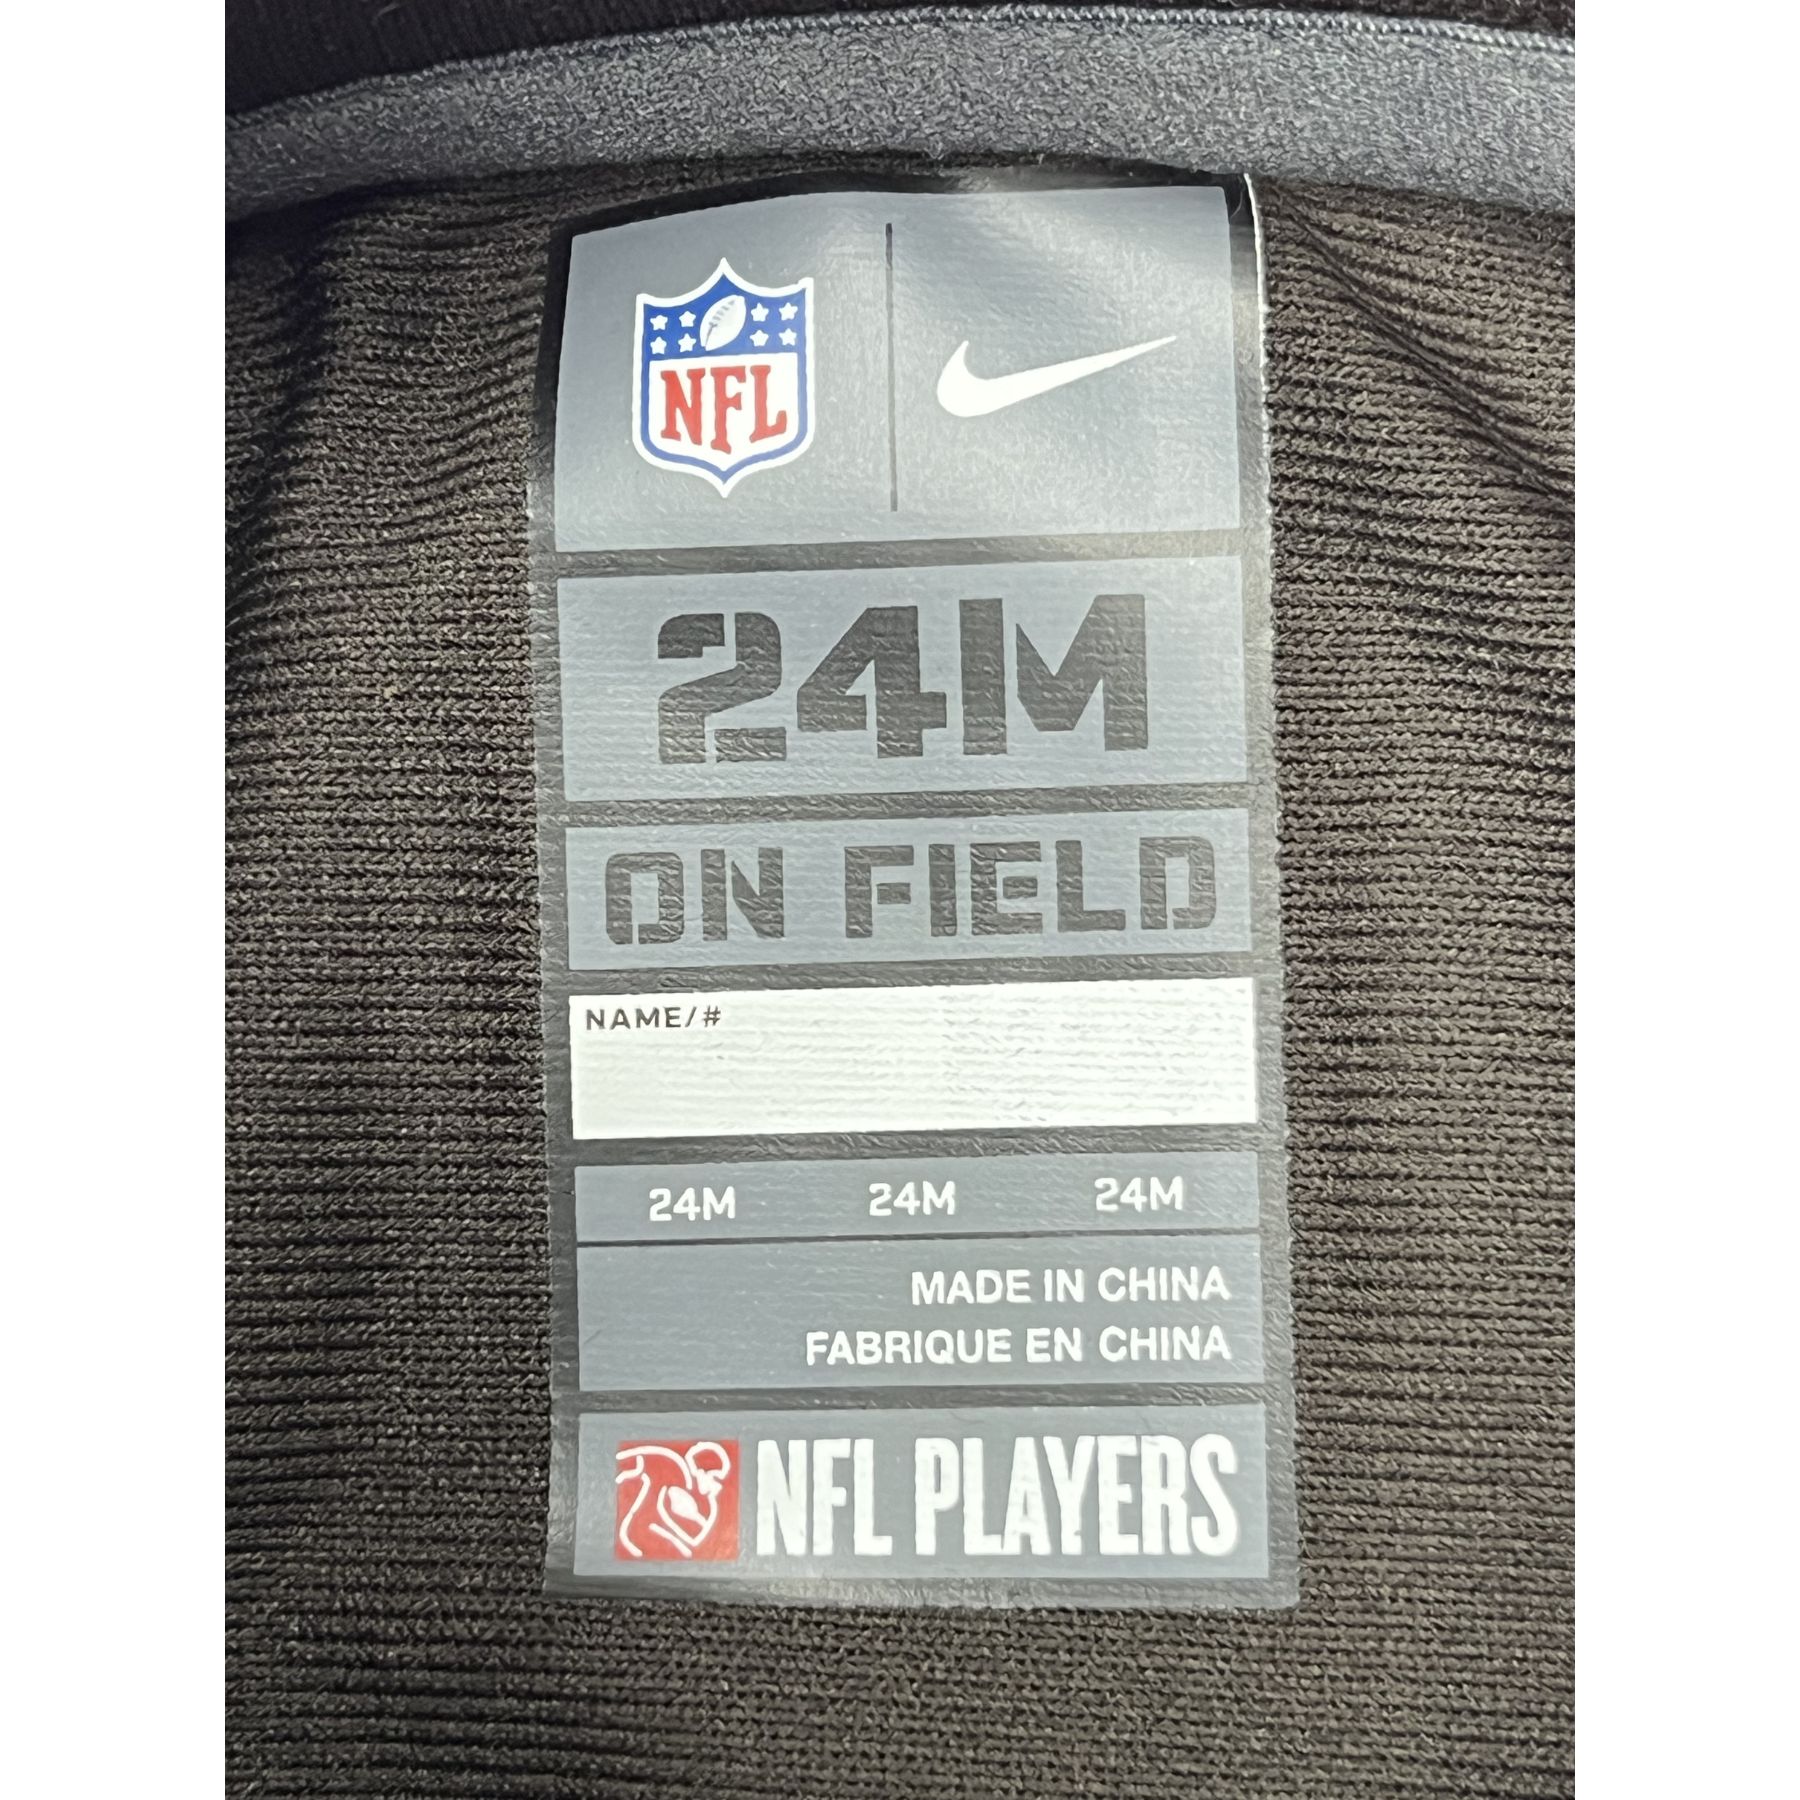 NFL
24M
ON FIELD
NAME/#
24M 24M 24M
MADE IN CHINA
FABRIQUE EN CHINA
NFL PLAYERS